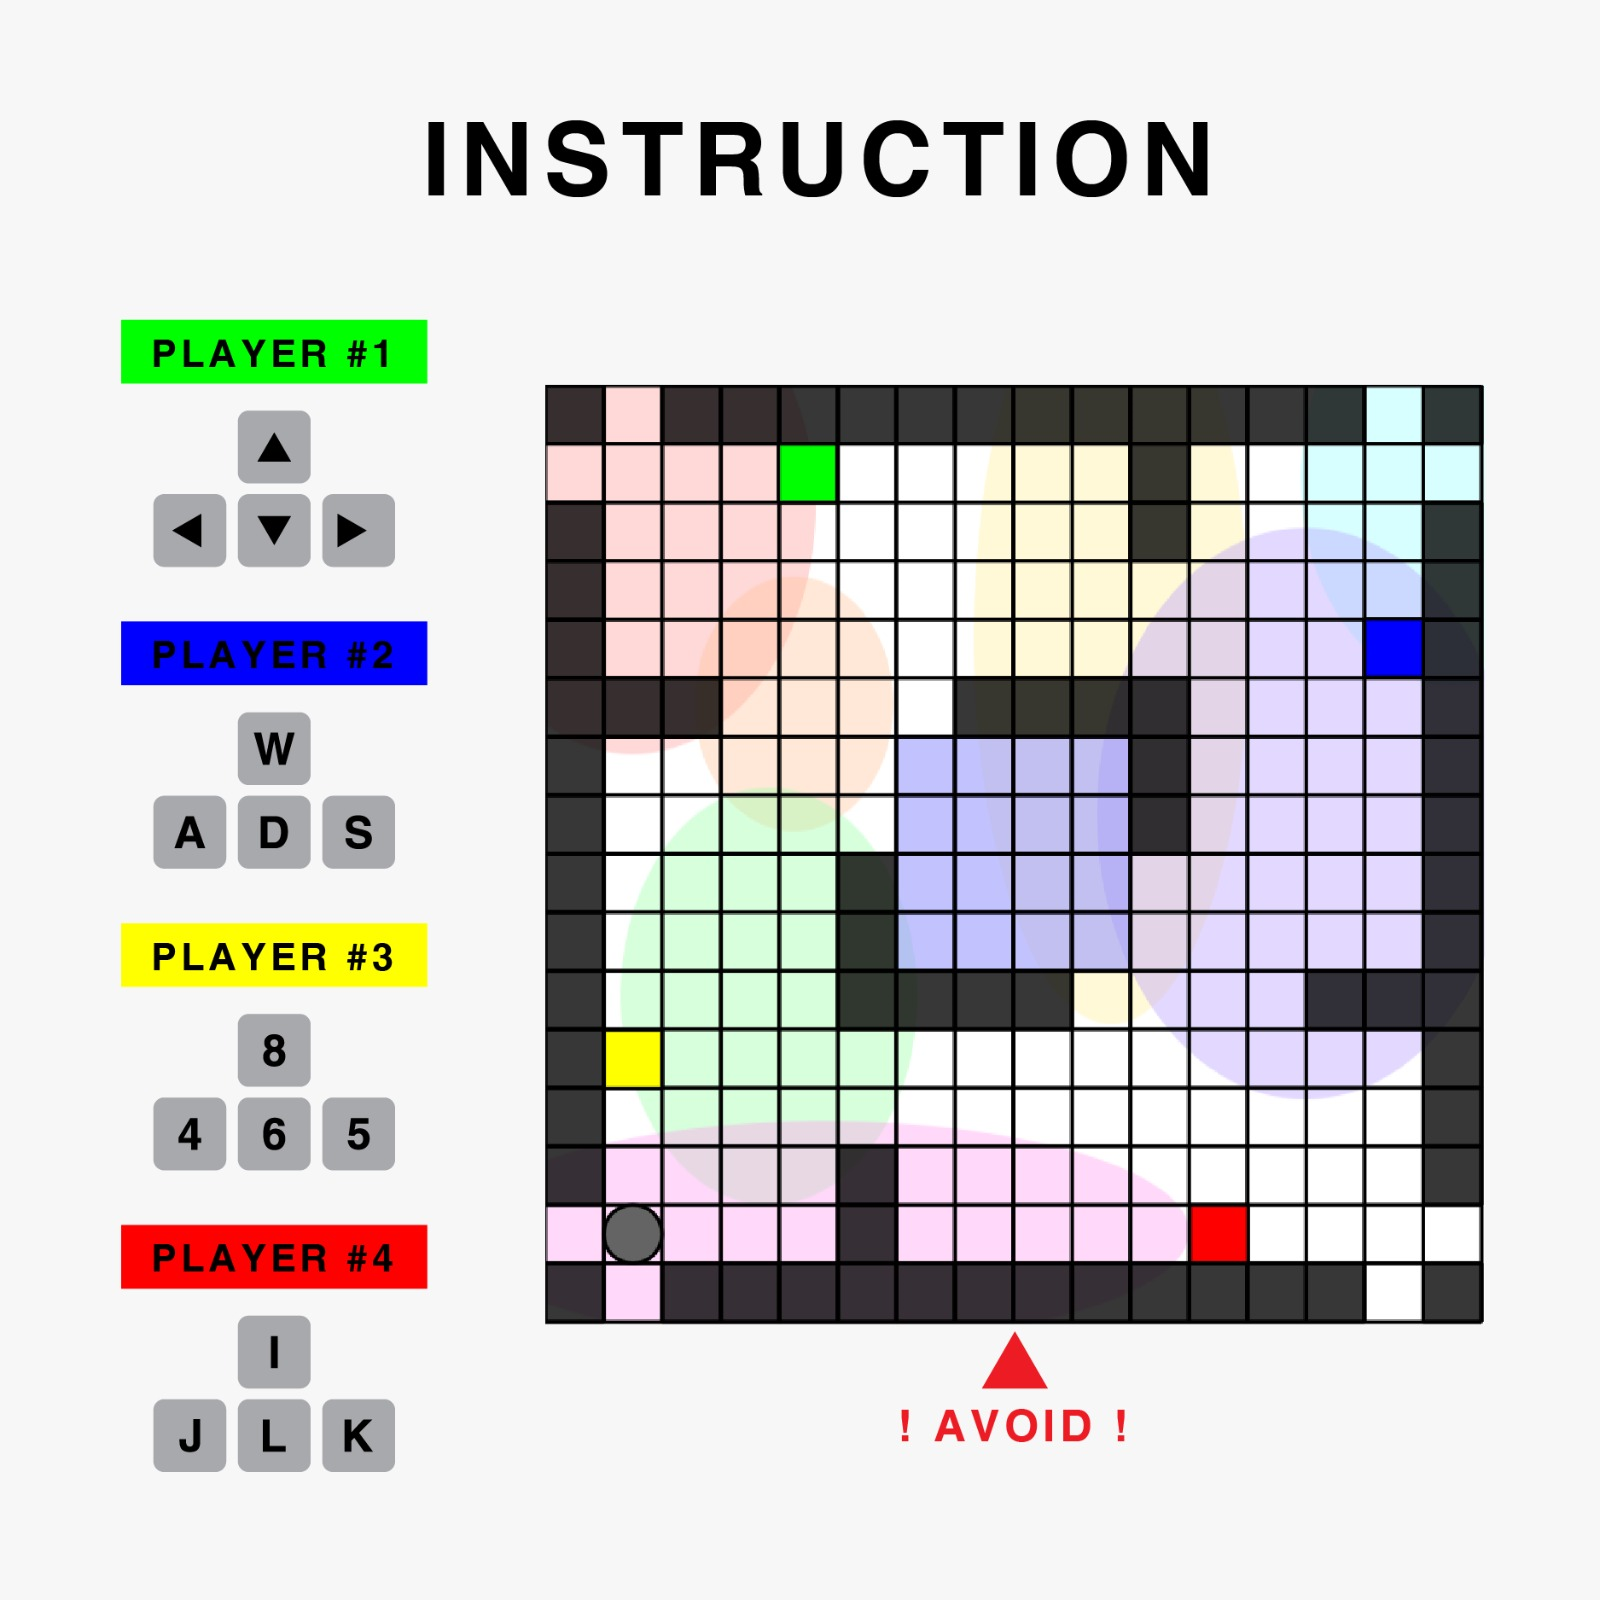 INSTRUCTION
PLAYER #1
▲
◀ ▼ ▶
PLAYER #2
W
A D S
PLAYER #3
8
4 6 5
PLAYER #4
I
J L K
! AVOID !